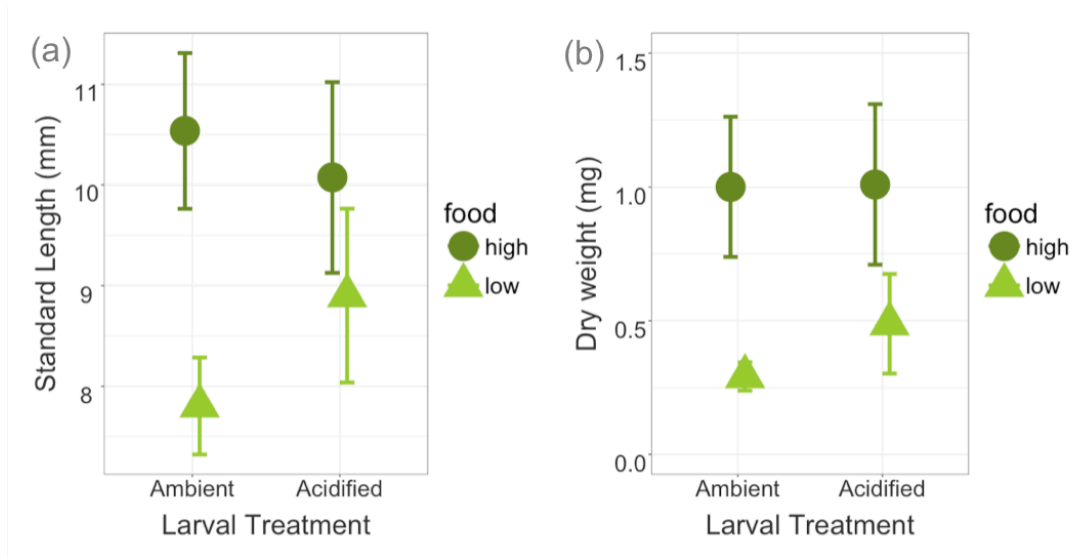 (a)
Standard Length (mm)
11
10
9
8
Ambient
Acidified
Larval Treatment
food
high
low
(b)
Dry weight (mg)
1.5
1.0
0.5
0.0
Ambient
Acidified
Larval Treatment
food
high
low